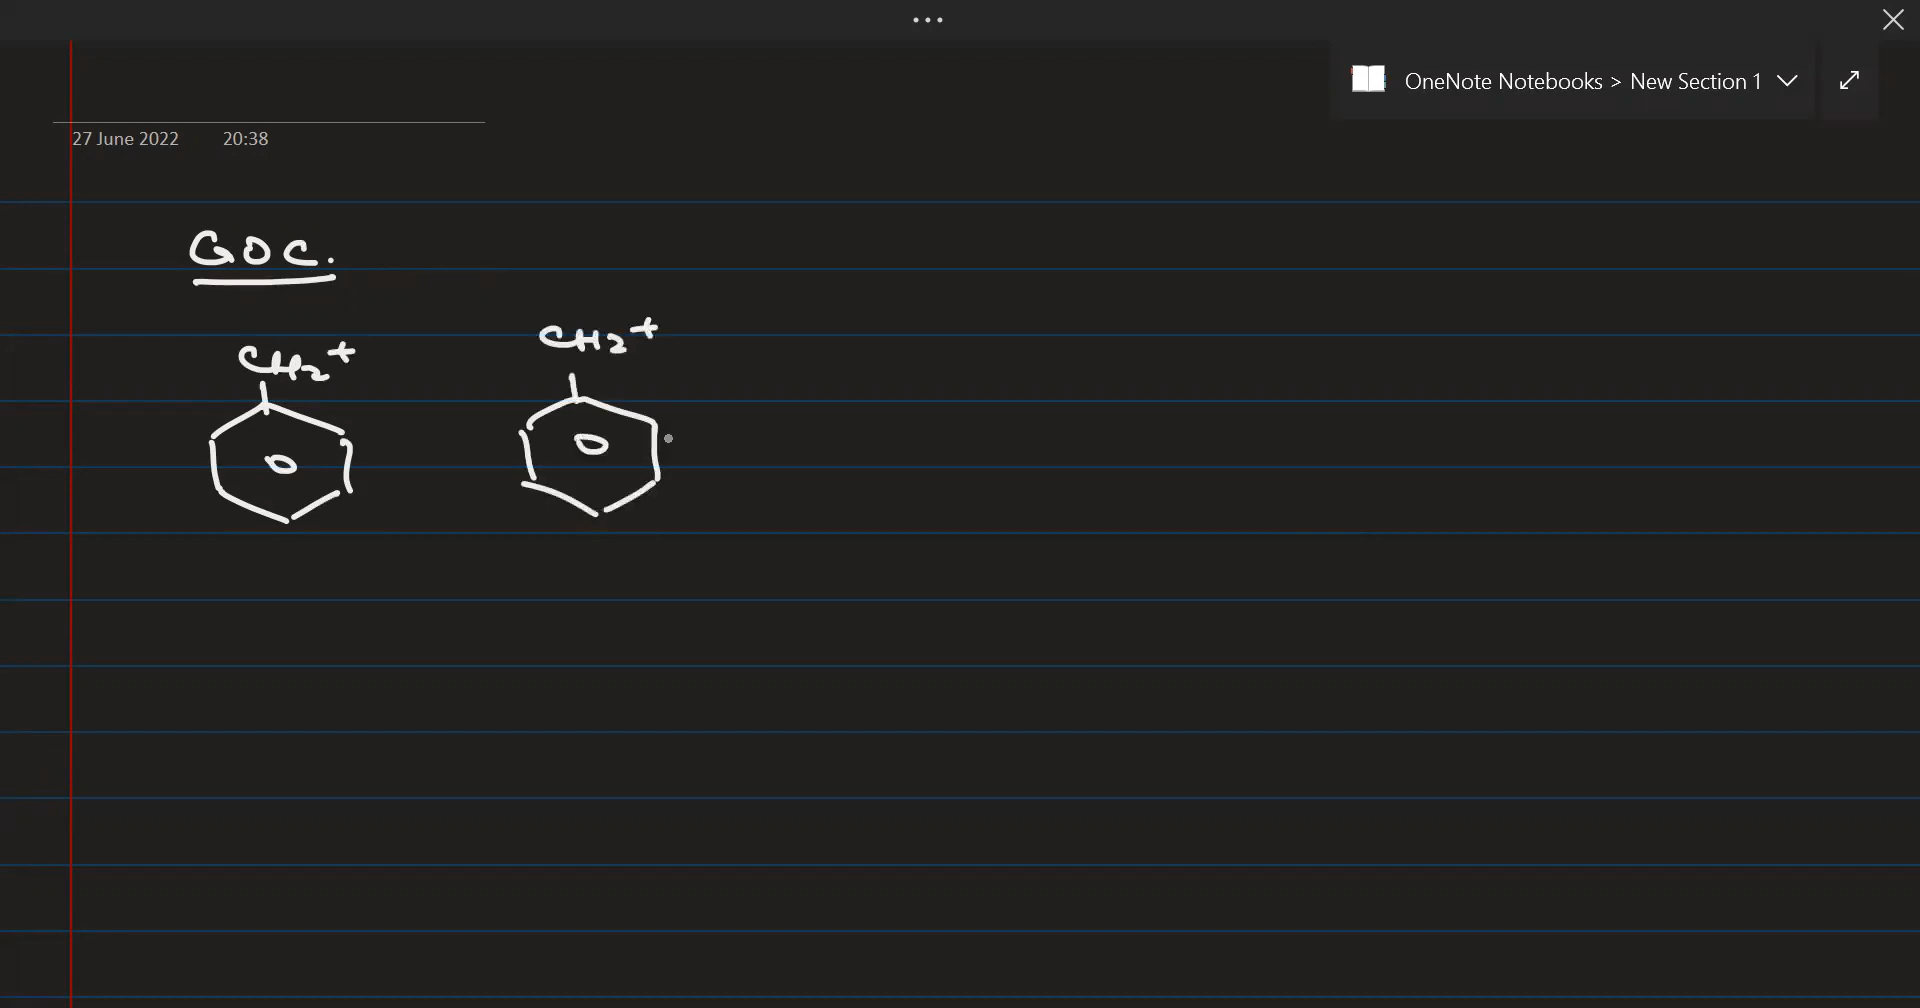 OneNote Notebooks > New Section 1
27 June 2022 20:38
GOC.
CH2+ CH2+